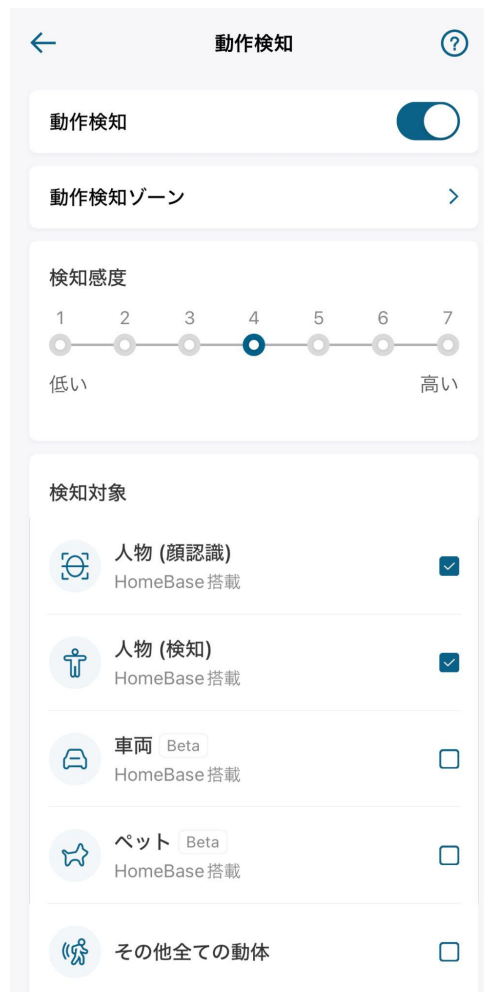 動作検知
動作検知
動作検知ゾーン
検知感度
1 2 3 4 5 6 7
低い 高い
検知対象
人物 (顔認識)
HomeBase搭載
人物 (検知)
HomeBase搭載
車両 Beta
HomeBase搭載
ペット Beta
HomeBase搭載
その他全ての動体